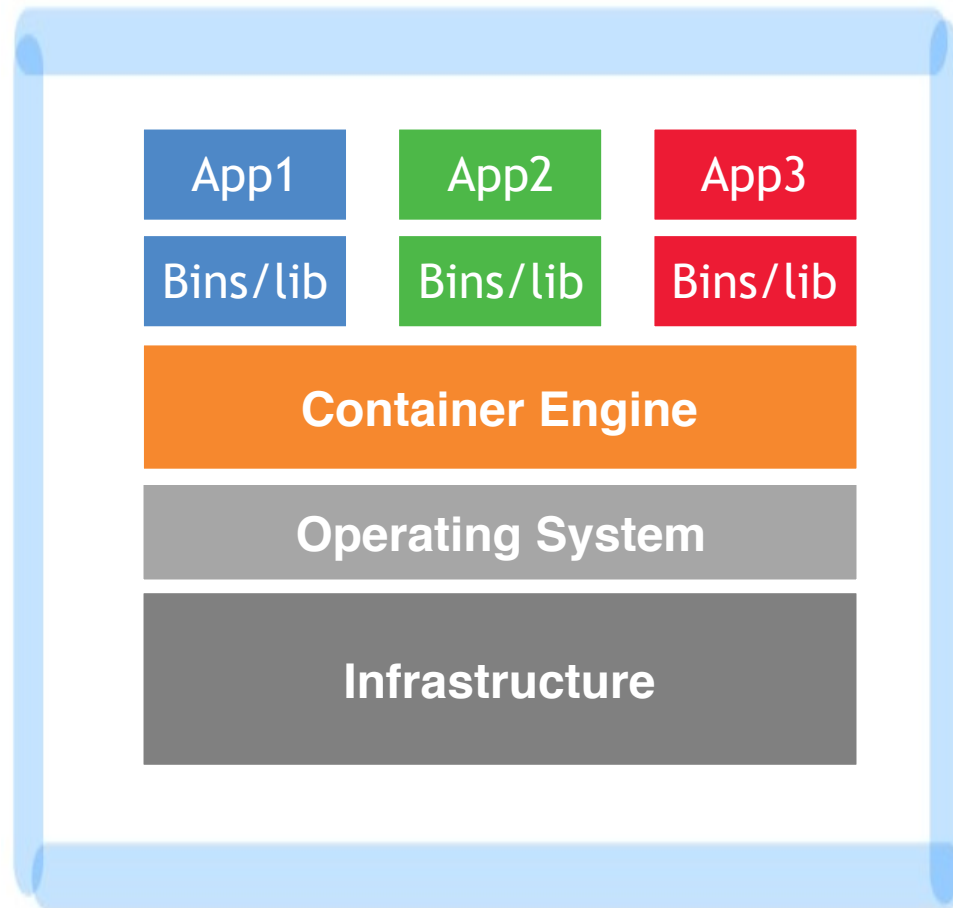 App1 App2 App3
Bins/lib Bins/lib Bins/lib
Container Engine
Operating System
Infrastructure